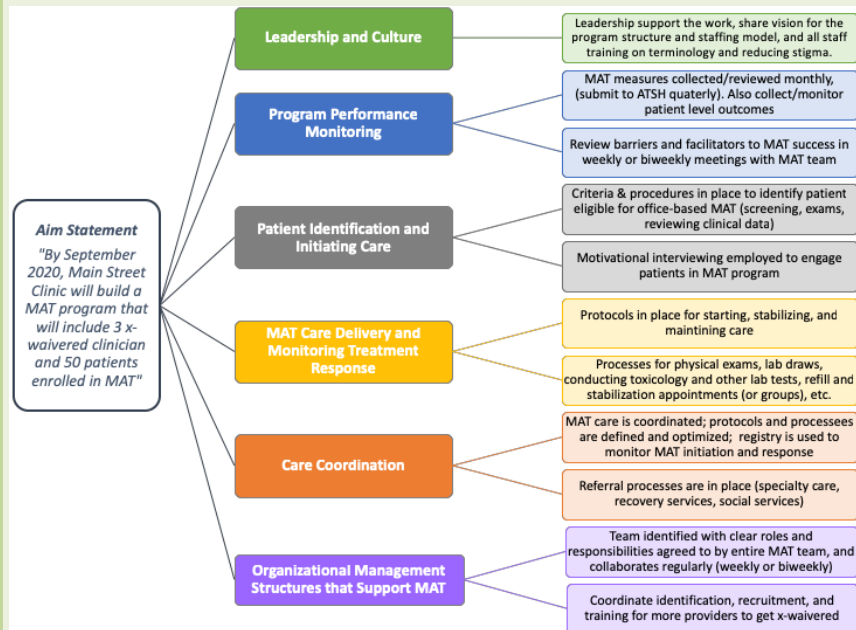 Aim Statement
"By September
2020, Main Street
Clinic will build a
MAT program that
will include 3 x-
waivered clinician
and 50 patients
enrolled in MAT"
Leadership and Culture
Leadership support the work, share vision for the
program structure and staffing model, and all staff
training on terminology and reducing stigma.
Program Performance
Monitoring
MAT measures collected/reviewed monthly,
(submit to ATSH quaterly). Also collect/monitor
patient level outcomes
Review barriers and facilitators to MAT success in
weekly or biweekly meetings with MAT team
Patient Identification and
Initiating Care
Criteria & procedures in place to identify patient
eligible for office-based MAT (screening, exams,
reviewing clinical data)
Motivational interviewing employed to engage
patients in MAT program
MAT Care Delivery and
Monitoring Treatment
Response
Protocols in place for starting, stabilizing, and
maintining care
Processes for physical exams, lab draws,
conducting toxicology and other lab tests, refill and
stabilization appointments (or groups), etc.
Care Coordination
MAT care is coordinated; protocols and processees
are defined and optimized; registry is used to
monitor MAT initiation and response
Referral processes are in place (specialty care,
recovery services, social services)
Organizational Management
Structures that Support MAT
Team identified with clear roles and
responsibilities agreed to by entire MAT team, and
collaborates regularly (weekly or biweekly)
Coordinate identification, recruitment, and
training for more providers to get x-waivered